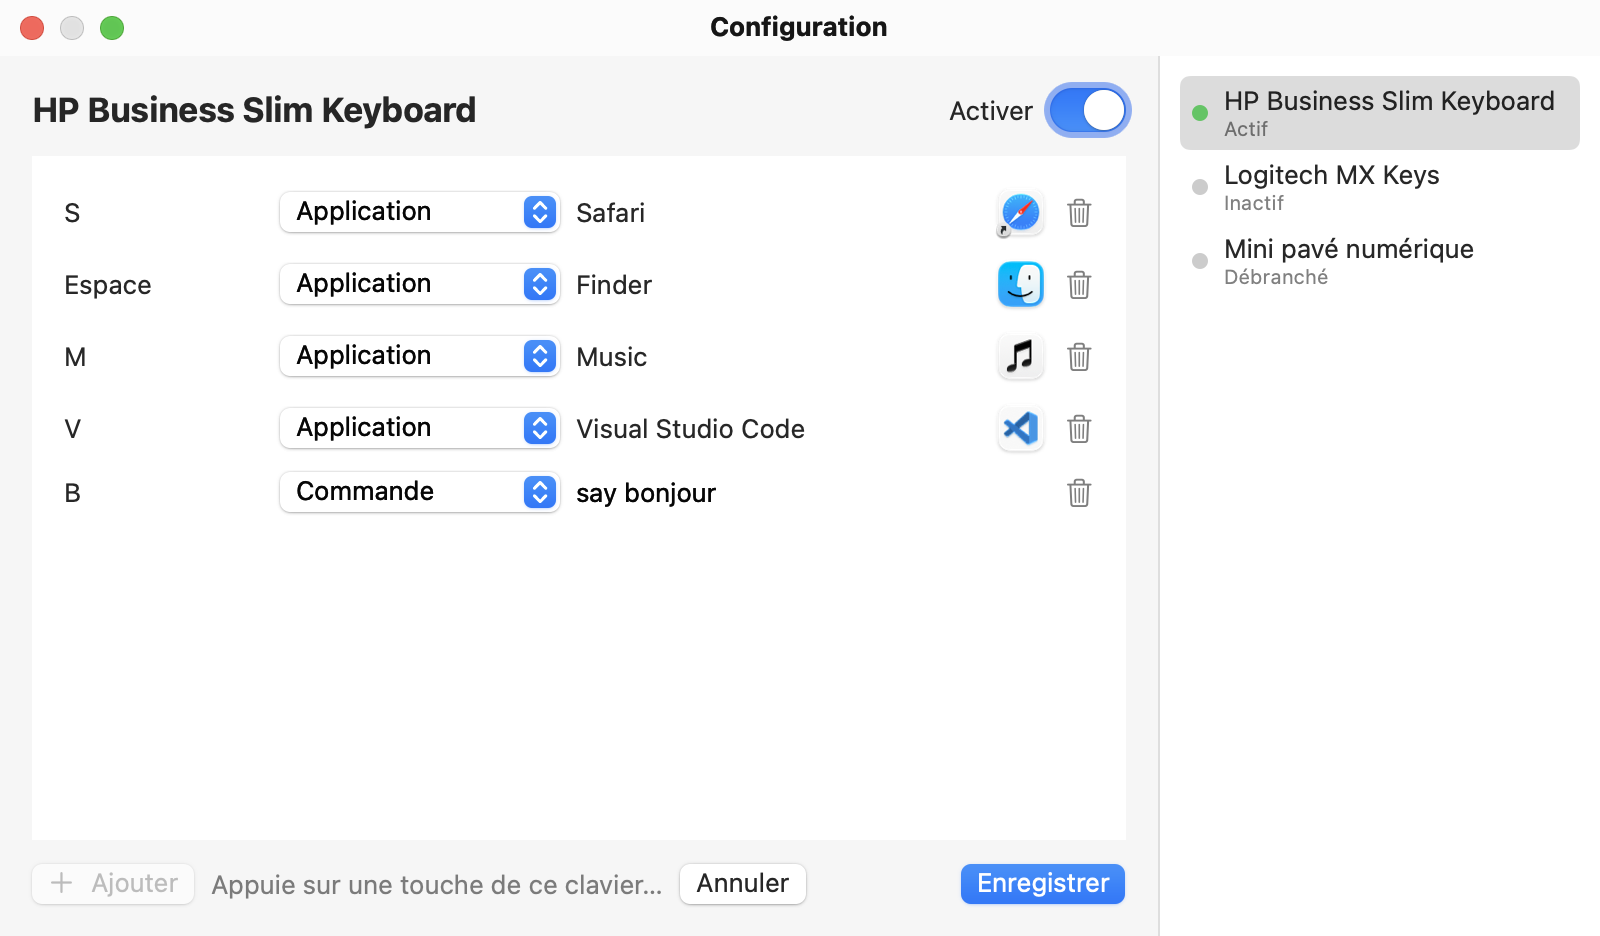 Configuration
HP Business Slim Keyboard
Activer
S Application Safari
Espace Application Finder
M Application Music
V Application Visual Studio Code
B Commande say bonjour
+ Ajouter Appuie sur une touche de ce clavier... Annuler Enregistrer
HP Business Slim Keyboard
Actif
Logitech MX Keys
Inactif
Mini pavé numérique
Débranché